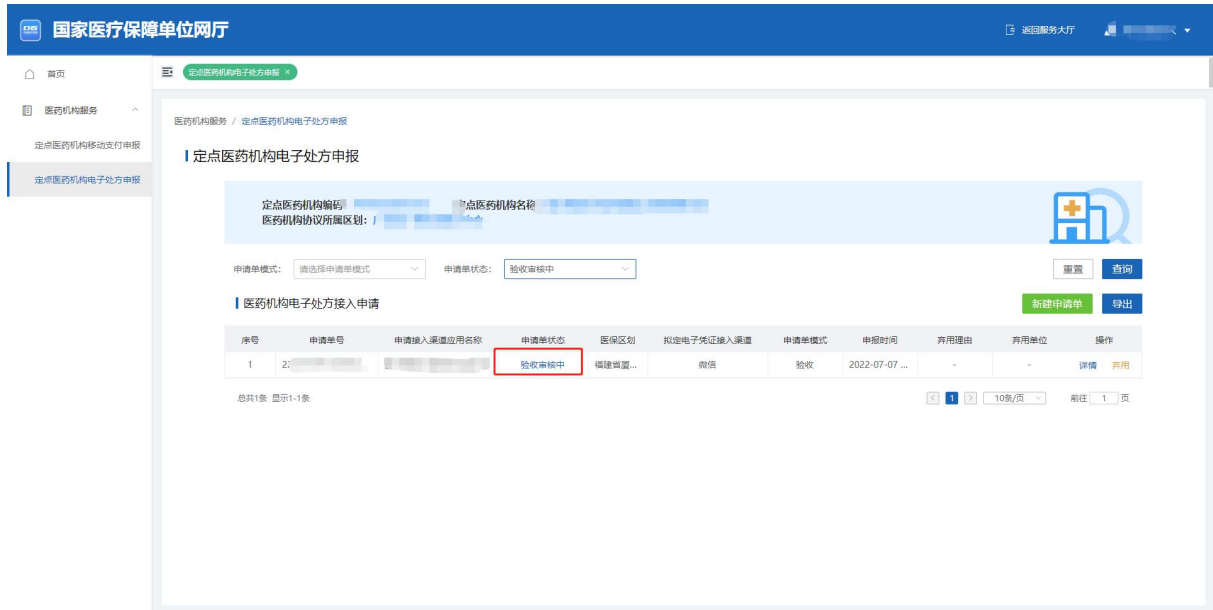 CHS 国家医疗保障单位网厅 返回服务大厅
首页 定点医药机构电子处方申报 ×
医药机构服务
医药机构服务 / 定点医药机构电子处方申报
定点医药机构移动支付申报
定点医药机构电子处方申报
定点医药机构电子处方申报
定点医药机构编码 定点医药机构名称
医药机构协议所属区划：
申请单模式： 请选择申请单模式 申请单状态： 验收审核中 重置 查询
医药机构电子处方接入申请 新建申请单 导出
序号 申请单号 申请接入渠道应用名称 申请单状态 医保区划 拟定电子凭证接入渠道 申请单模式 申报时间 弃用理由 弃用单位 操作
1 验收审核中 福建省厦... 微信 验收 2022-07-07 ... - - 详情 弃用
总共1条 显示1-1条 < 1 > 10条/页 前往 1 页